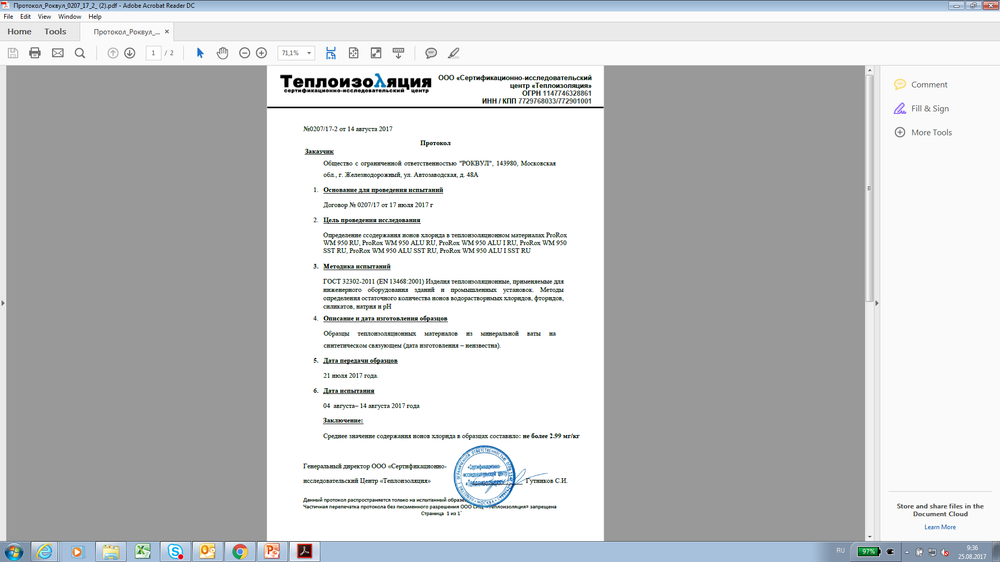 Протокол_Роквул_0207_17_2_ (2).pdf - Adobe Acrobat Reader DC
File Edit View Window Help
Home Tools Протокол_Роквул_...
1 / 2 71,1%
Теплоизоляция
сертификационно-исследовательский центр
ООО «Сертификационно-исследовательский
центр «Теплоизоляция»
ОГРН 1147746328861
ИНН / КПП 7729768033/772901001
№0207/17-2 от 14 августа 2017
Протокол
Заказчик
Общество с ограниченной ответственностью "РОКВУЛ", 143980, Московская
обл., г. Железнодорожный, ул. Автозаводская, д. 48А
1. Основание для проведения испытаний
Договор № 0207/17 от 17 июля 2017 г
2. Цель проведения исследования
Определение ссодержания ионов хлорида в теплоизоляционном материалах ProRox
WM 950 RU, ProRox WM 950 ALU RU, ProRox WM 950 ALU I RU, ProRox WM 950
SST RU, ProRox WM 950 ALU SST RU, ProRox WM 950 ALU I SST RU
3. Методика испытаний
ГОСТ 32302-2011 (EN 13468:2001) Изделия теплоизоляционные, применяемые для
инженерного оборудования зданий и промышленных установок. Методы
определения остаточного количества ионов водорастворимых хлоридов, фторидов,
силикатов, натрия и pH
4. Описание и дата изготовления образцов
Образцы теплоизоляционных материалов из минеральной ваты на
синтетическом связующем (дата изготовления – неизвестна).
5. Дата передачи образцов
21 июля 2017 года.
6. Дата испытания
04 августа– 14 августа 2017 года
Заключение:
Среднее значение содержания ионов хлорида в образцах составило: не более 2.99 мг/кг
Генеральный директор ООО «Сертификационно-
исследовательский Центр «Теплоизоляция» Гутников С.И.
ОБЩЕСТВО С ОГРАНИЧЕННОЙ ОТВЕТСТВЕННОСТЬЮ ОГРН 1147746328861
МОСКВА
«Сертификационно-
исследовательский центр
«Теплоизоляция»
Данный протокол распространяется только на испытанный
Частичная перепечатка протокола без письменного разрешения ООО СИЦ «Теплоизоляция» запрещена
Страница 1 из 1`
Comment
Fill & Sign
More Tools
Store and share files in the
Document Cloud
Learn More
RU 97% 9:36
25.08.2017